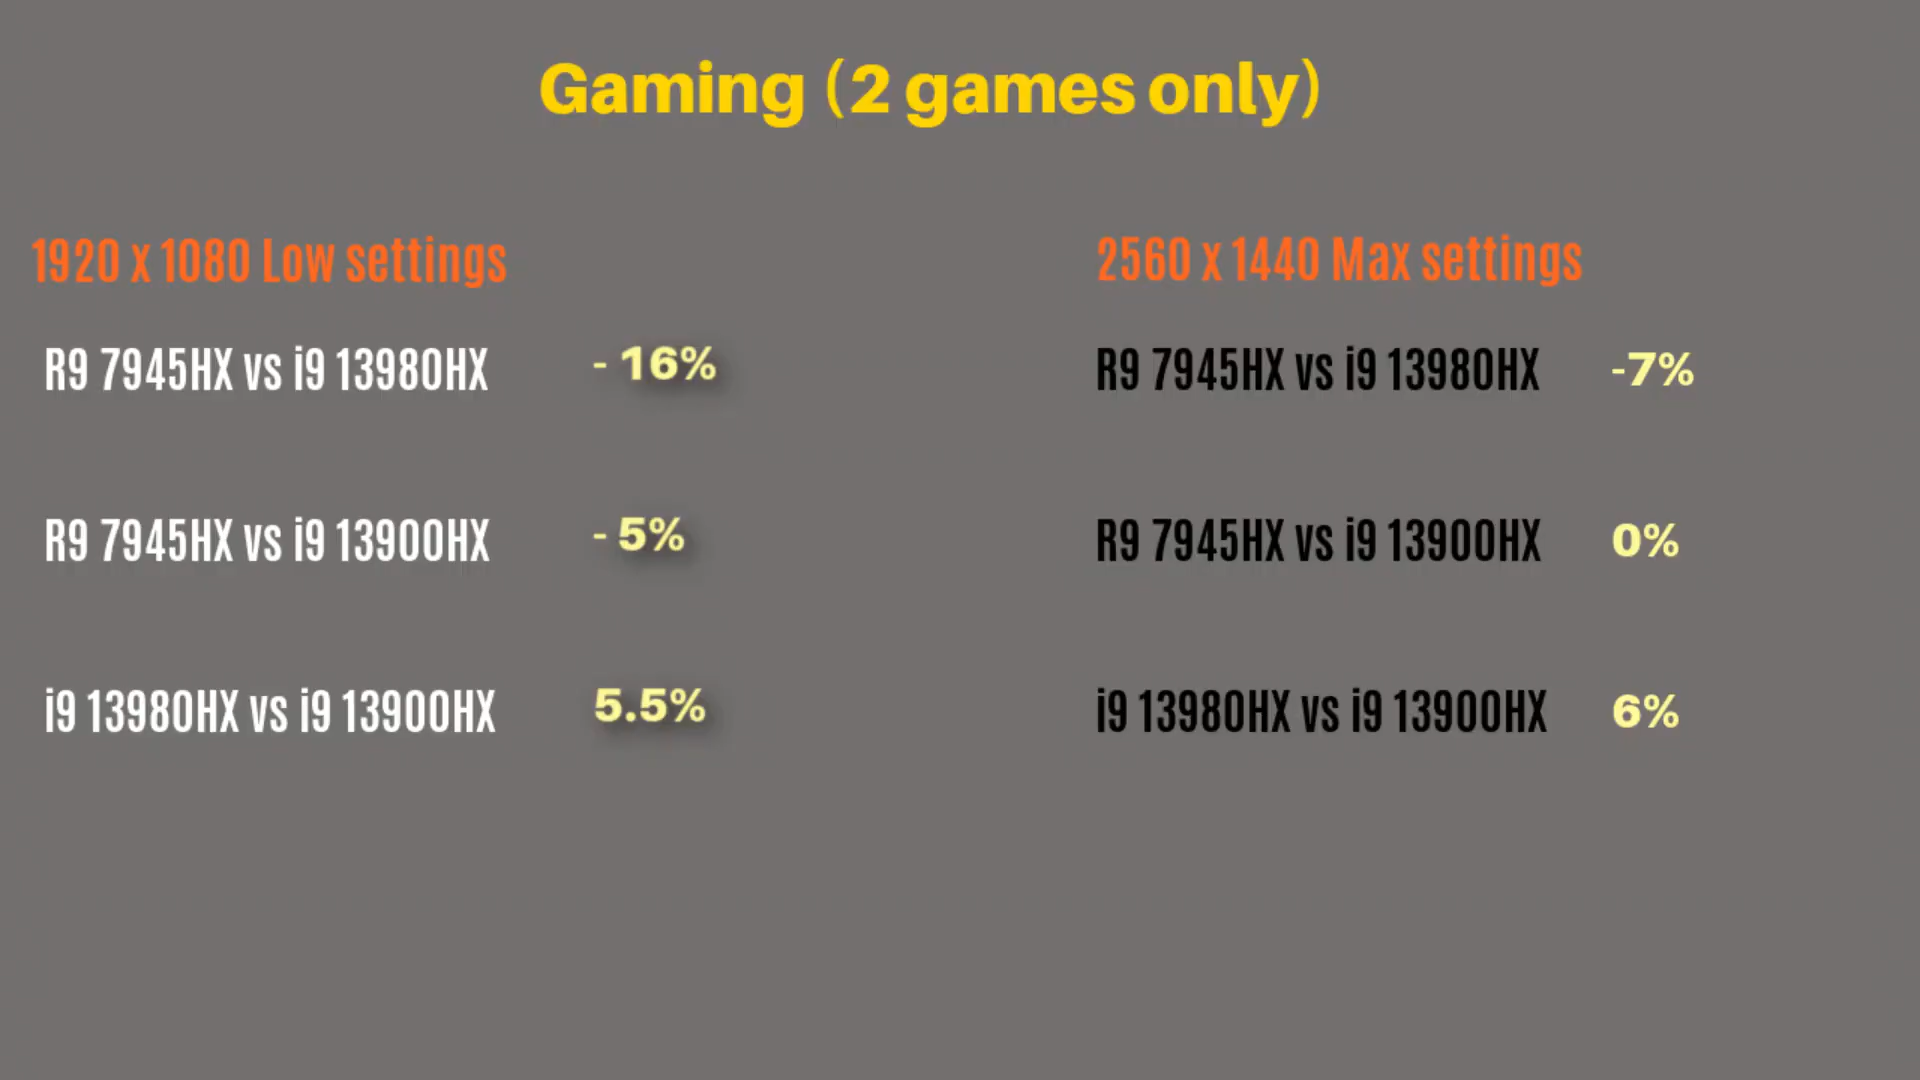 Gaming (2 games only)
1920 x 1080 Low settings
R9 7945HX vs i9 13980HX - 16%
R9 7945HX vs i9 13900HX - 5%
i9 13980HX vs i9 13900HX 5.5%
2560 x 1440 Max settings
R9 7945HX vs i9 13980HX -7%
R9 7945HX vs i9 13900HX 0%
i9 13980HX vs i9 13900HX 6%